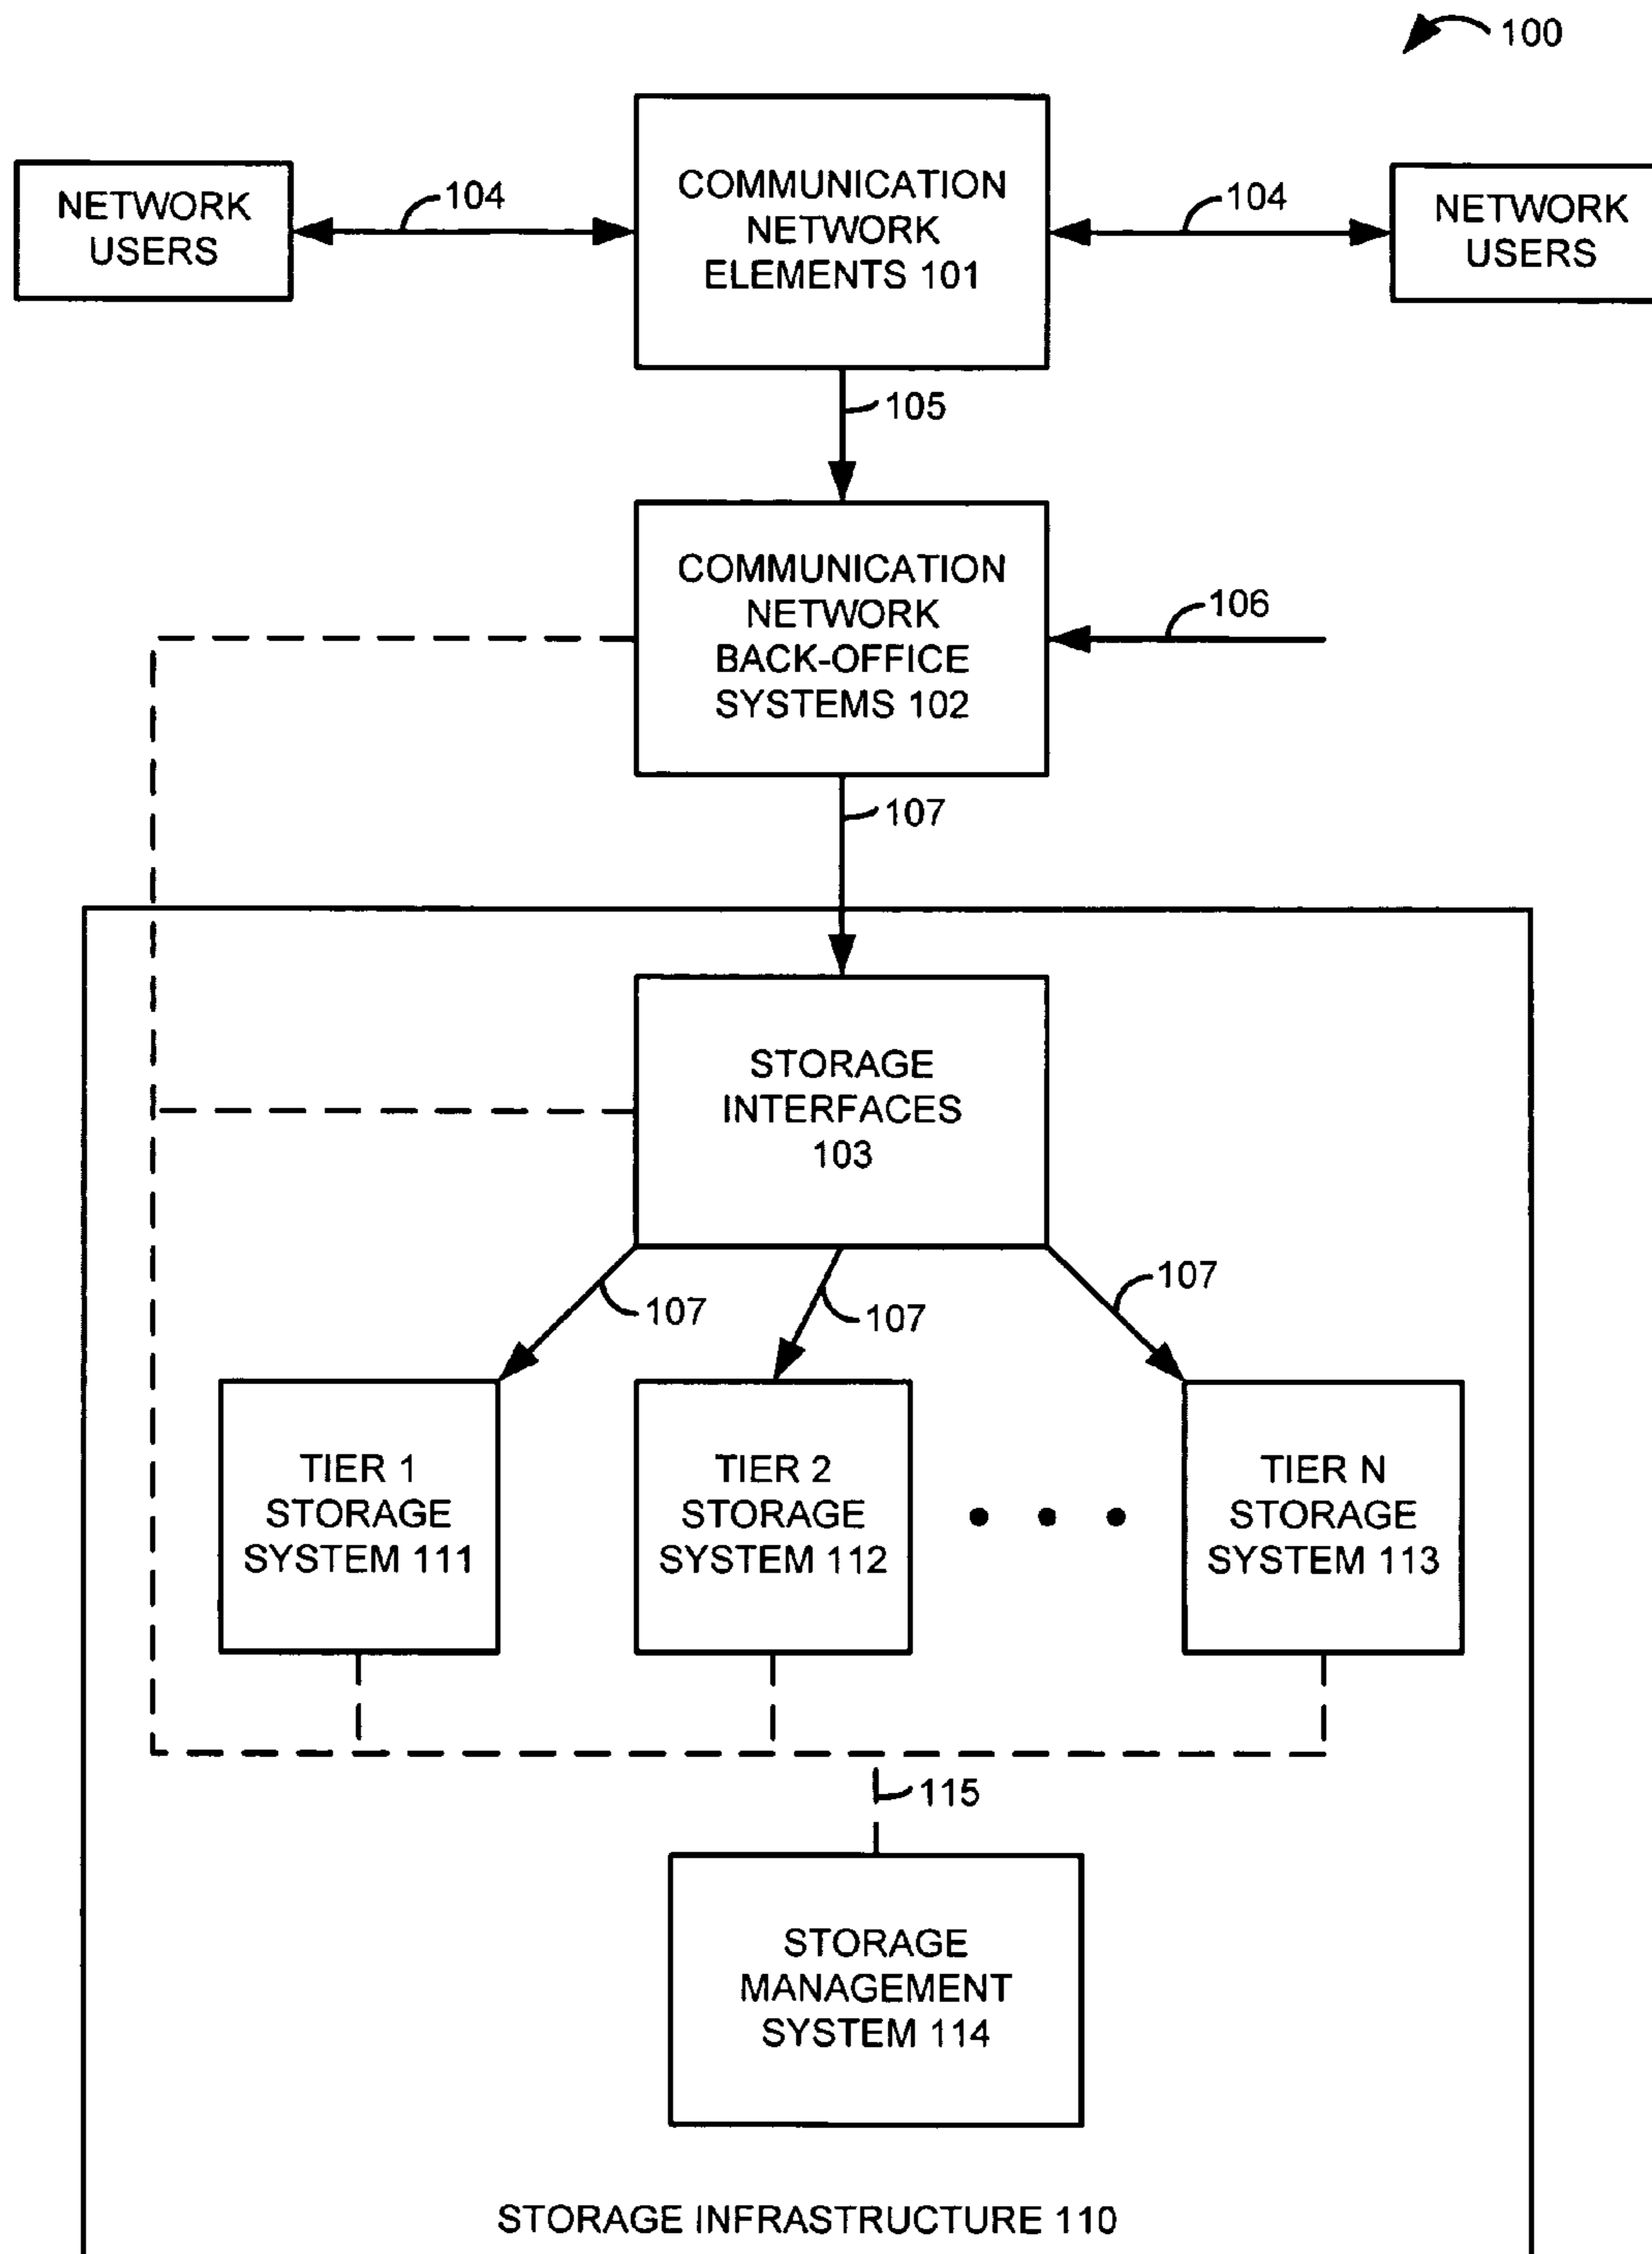 100
NETWORK
USERS
104
COMMUNICATION
NETWORK
ELEMENTS 101
104
NETWORK
USERS
105
COMMUNICATION
NETWORK
BACK-OFFICE
SYSTEMS 102
106
107
STORAGE
INTERFACES
103
107
107
107
TIER 1
STORAGE
SYSTEM 111
TIER 2
STORAGE
SYSTEM 112
TIER N
STORAGE
SYSTEM 113
115
STORAGE
MANAGEMENT
SYSTEM 114
STORAGE INFRASTRUCTURE 110